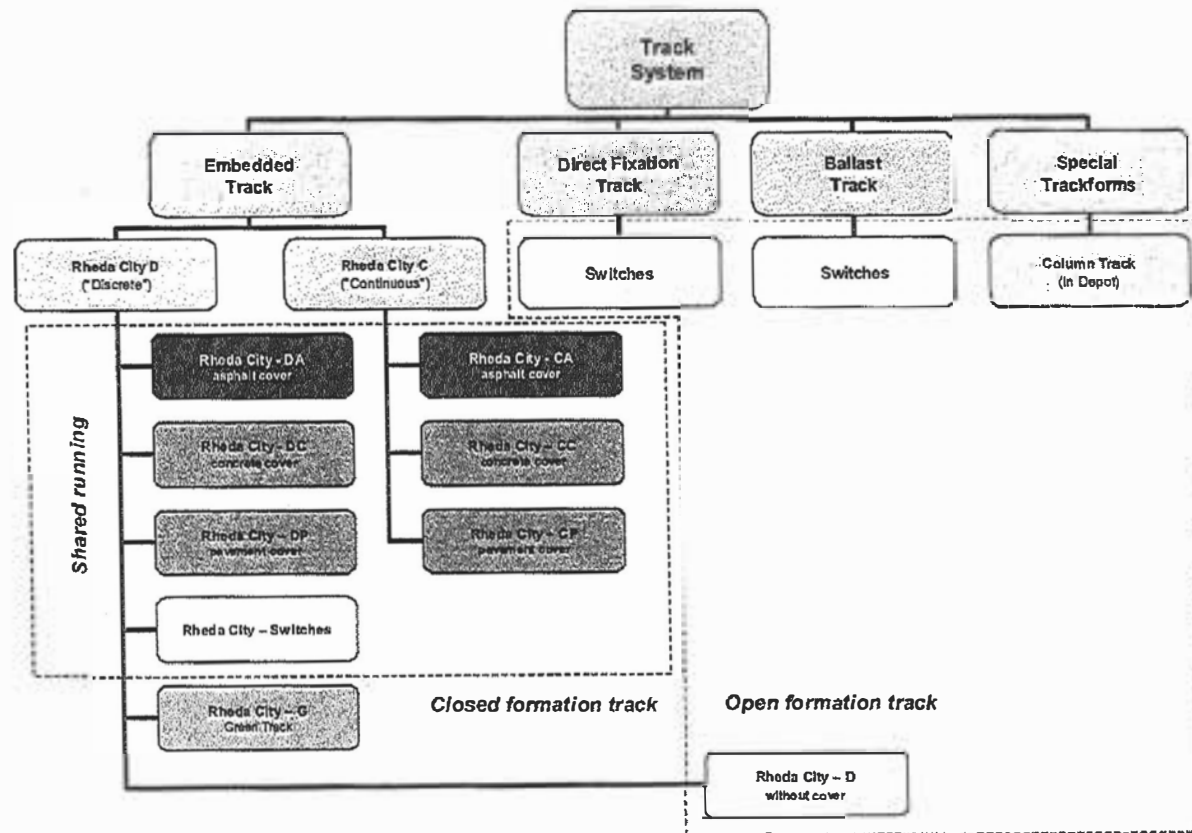 Track
System
Embedded
Track
Direct Fixation
Track
Ballast
Track
Special
Trackforms
Rheda City D
("Discrete")
Rheda City C
("Continuous")
Switches
Switches
Column Track
(In Depot)
Rheda City - DA
asphalt cover
Rheda City - CA
asphalt cover
Rheda City - DC
concrete cover
Rheda City – CC
concrete cover
Rheda City – DP
pavement cover
Rheda City – CP
pavement cover
Shared running
Rheda City – Switches
Rheda City – G
Green Track
Closed formation track
Open formation track
Rheda City – D
without cover